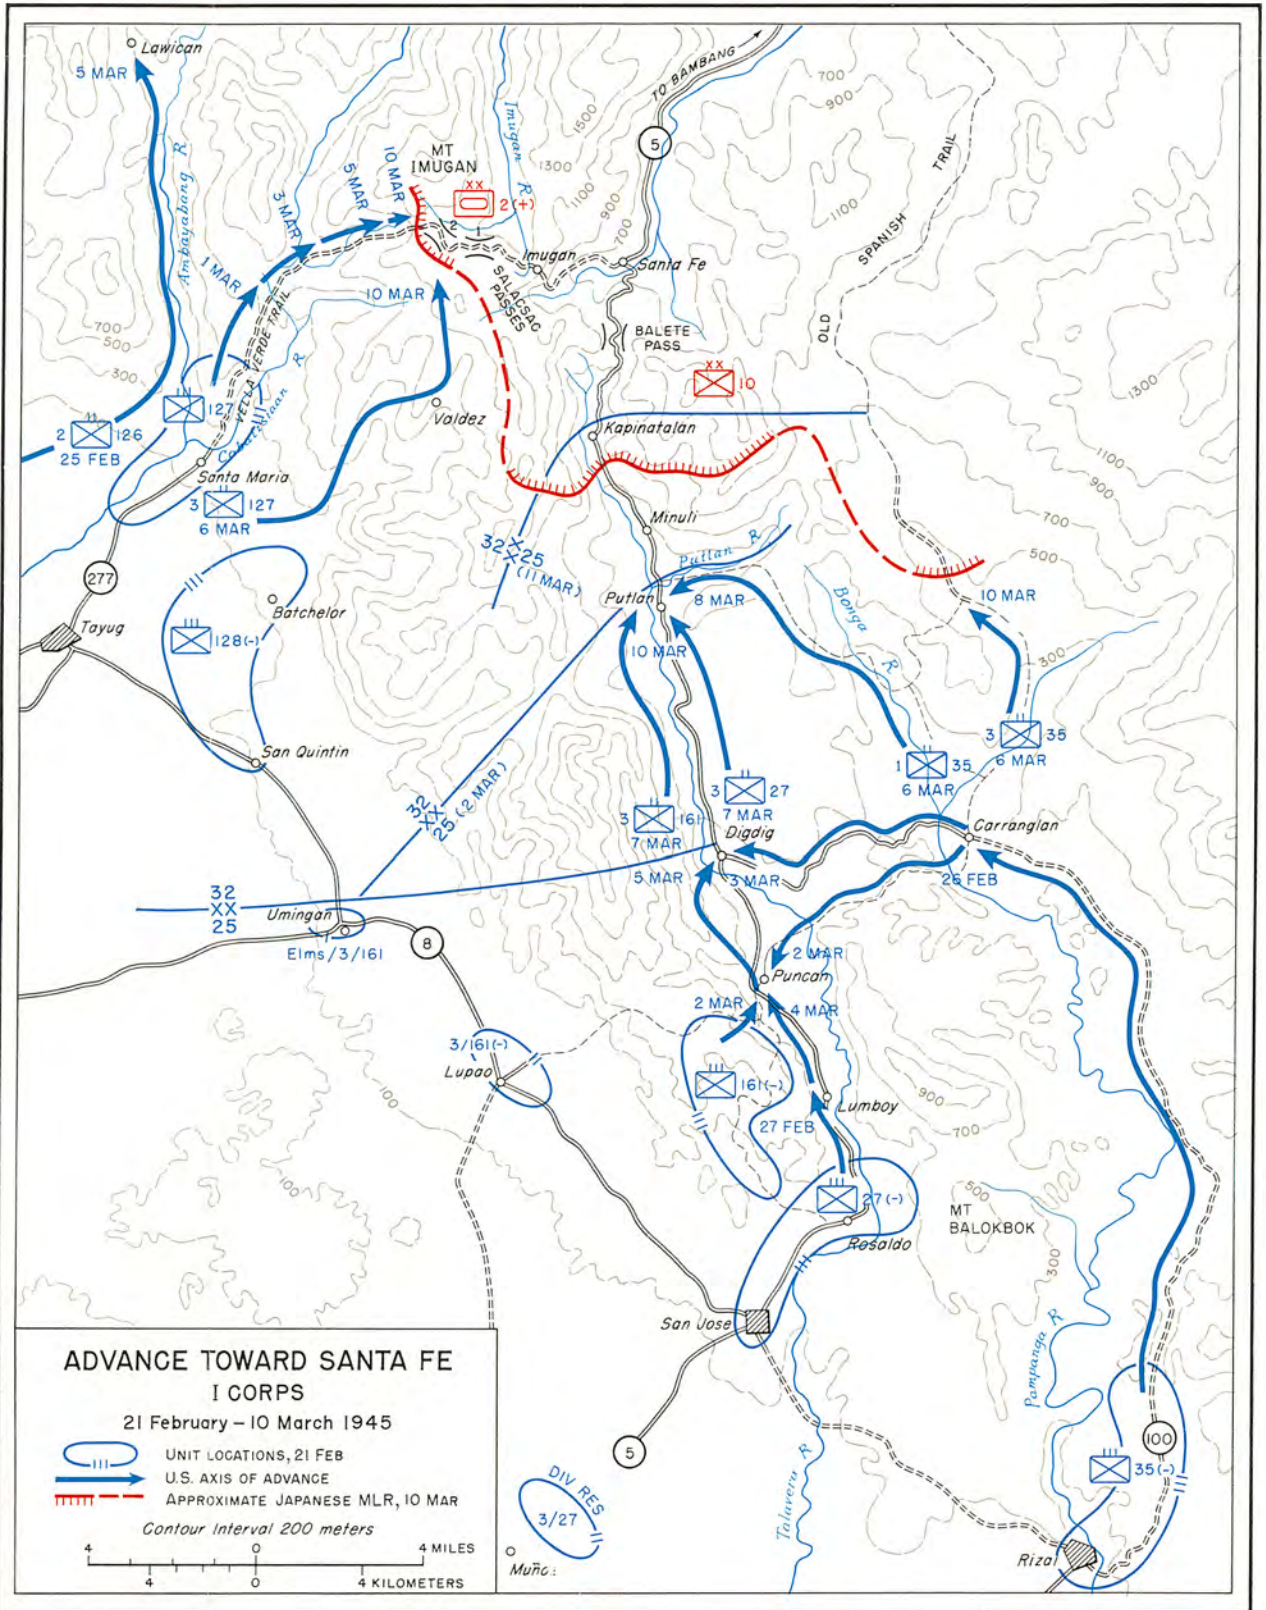 Lawican
5 MAR
TO BAMBANG
5
700
900
Ambayabang R
Imugan R
1500
1300
1100
900
700
MT
IMUGAN
10 MAR
5 MAR
3 MAR
1 MAR
XX
2(+)
2
1
Imugan
Santa Fe
SALACSAC
PASSES
OLD
SPANISH
TRAIL
1100
10 MAR
VILLA VERDE TRAIL
700
500
300
BALETE
PASS
XX
10
1300
127
2
126
25 FEB
Cabalisiaan R
Santa Maria
3
127
6 MAR
Valdez
Kapinatalan
1100
900
700
500
Minuli
32 XX 25
(11 MAR)
Putlan R
277
Tayug
Batchelor
128(-)
Putlan
8 MAR
Bonga R
10 MAR
10 MAR
300
San Quintin
32
XX
25 (2 MAR)
3
35
6 MAR
1
35
6 MAR
3
27
7 MAR
3
161
7 MAR
Digdig
Carranglan
5 MAR
3 MAR
26 FEB
32
XX
25
Umingan
Elms/3/161
8
2 MAR
Puncan
2 MAR
4 MAR
3/161(-)
Lupao
100
161(-)
Lumboy
27 FEB
900
700
27(-)
Rosaldo
500
MT
BALOKBOK
300
100
San Jose
Pampanga R
5
100
35(-)
Talavera R
DIV RES
3/27
Rizal
ADVANCE TOWARD SANTA FE
I CORPS
21 February – 10 March 1945
UNIT LOCATIONS, 21 FEB
U.S. AXIS OF ADVANCE
APPROXIMATE JAPANESE MLR, 10 MAR
Contour Interval 200 meters
4 0 4 MILES
4 0 4 KILOMETERS